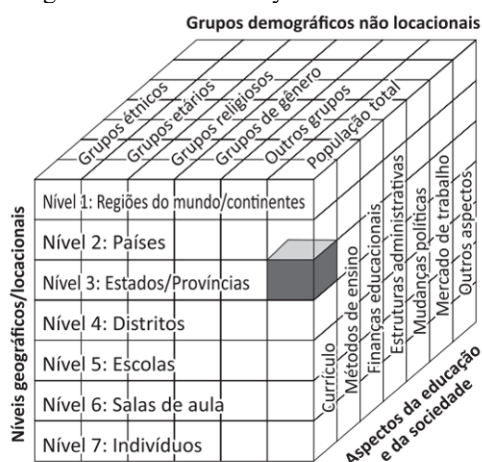 Grupos demográficos não locacionais
Grupos étnicos
Grupos etários
Grupos religiosos
Grupos de gênero
Outros grupos
População total
Níveis geográficos/locacionais
Nível 1: Regiões do mundo/continentes
Nível 2: Países
Nível 3: Estados/Províncias
Nível 4: Distritos
Nível 5: Escolas
Nível 6: Salas de aula
Nível 7: Indivíduos
Currículo
Métodos de ensino
Finanças educacionais
Estruturas administrativas
Mudanças políticas
Mercado de trabalho
Outros aspectos
Aspectos da educação
e da sociedade